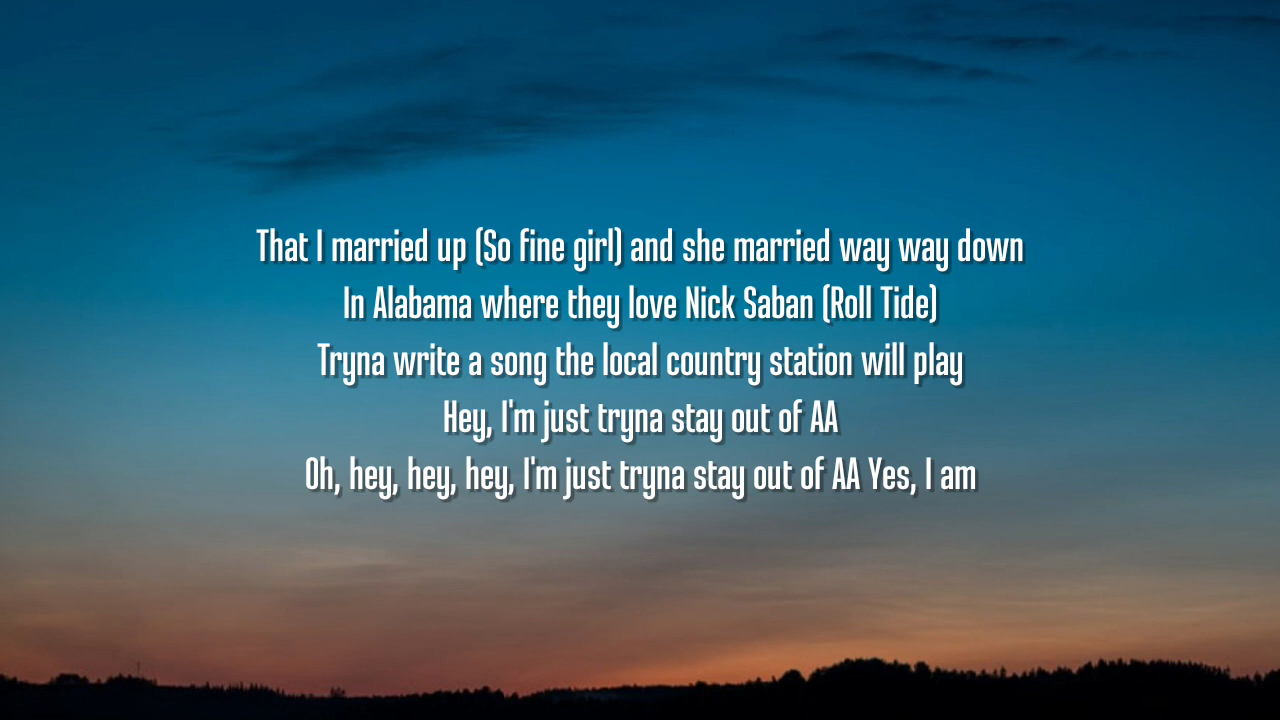 That I married up (So fine girl) and she married way way down
In Alabama where they love Nick Saban (Roll Tide)
Tryna write a song the local country station will play
Hey, I'm just tryna stay out of AA
Oh, hey, hey, hey, I'm just tryna stay out of AA Yes, I am